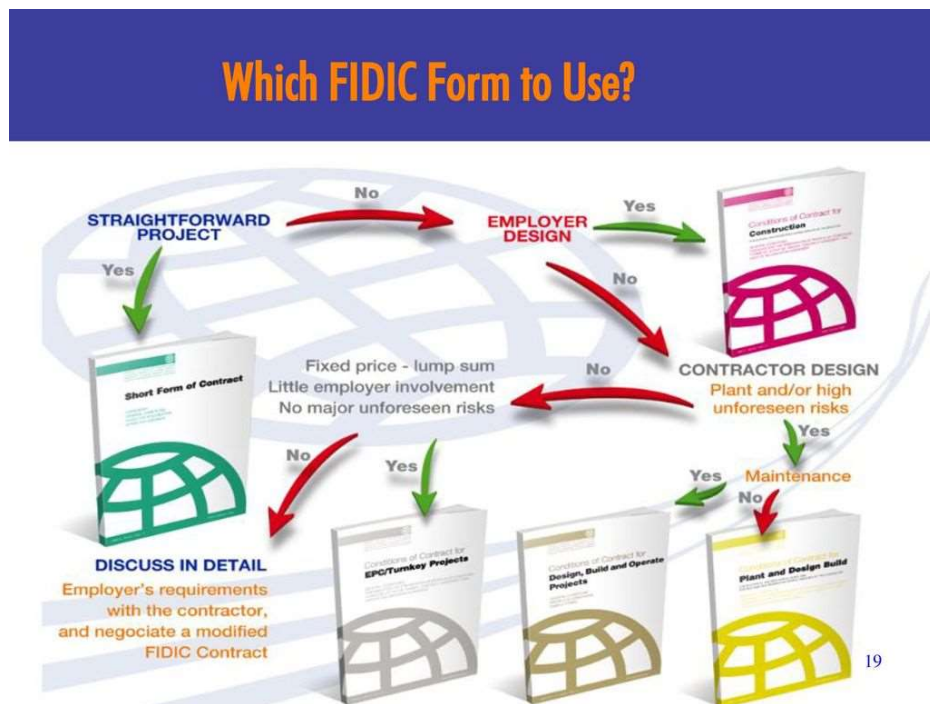 Which FIDIC Form to Use?
No
STRAIGHTFORWARD
PROJECT
EMPLOYER
DESIGN
Yes
Conditions of Contract for
Construction
Yes
No
Short Form of Contract
Fixed price - lump sum
Little employer involvement
No major unforeseen risks
No
CONTRACTOR DESIGN
Plant and/or high
unforeseen risks
Yes
No
Yes
Yes
Maintenance
No
DISCUSS IN DETAIL
Employer's requirements
with the contractor,
and negociate a modified
FIDIC Contract
Conditions of Contract for
EPC/Turnkey Projects
Conditions of Contract for
Design, Build and Operate
Projects
Conditions of Contract for
Plant and Design Build
19